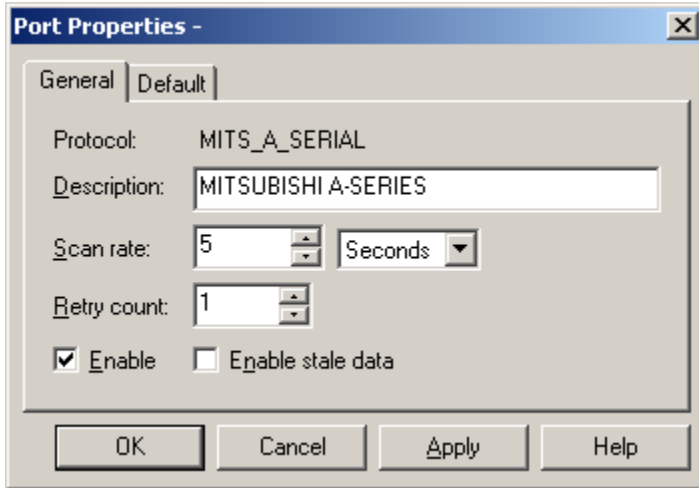 Port Properties -
General Default
Protocol: MITS_A_SERIAL
Description: MITSUBISHI A-SERIES
Scan rate: 5 Seconds
Retry count: 1
Enable Enable stale data
OK Cancel Apply Help